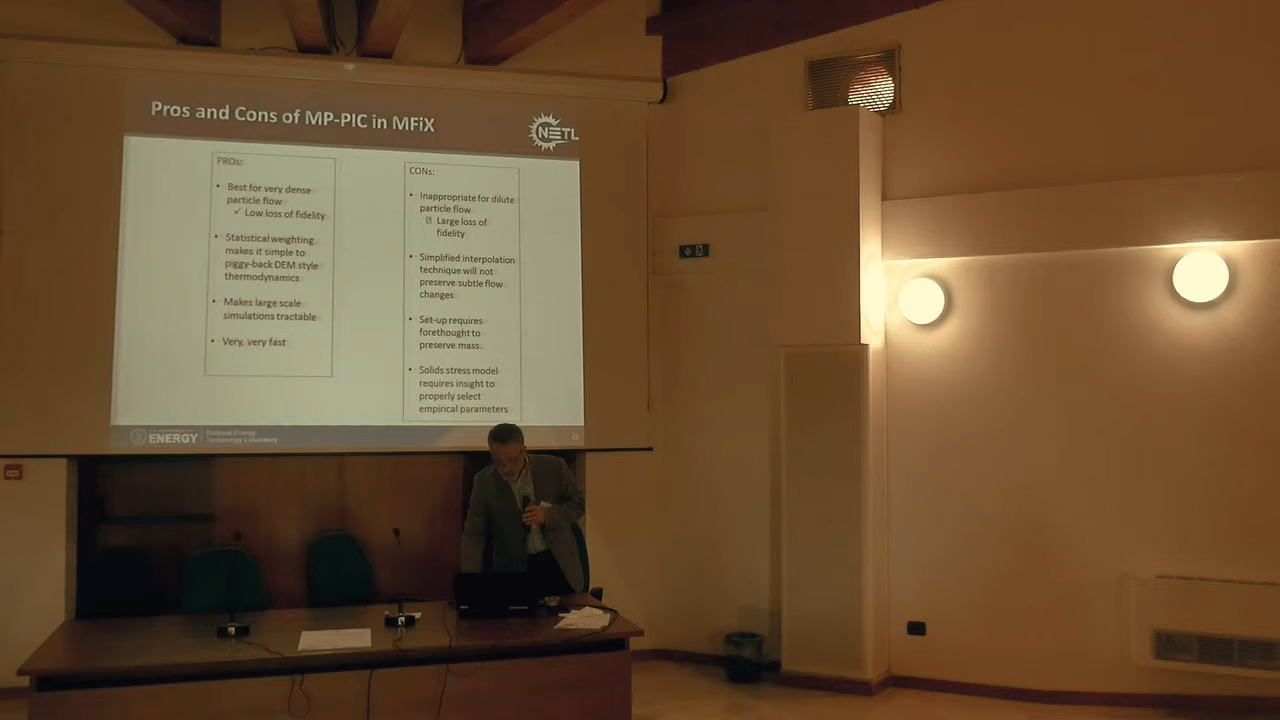 Pros and Cons of MP-PIC in MFiX
NETL
PROs:
• Best for very dense
particle flow
✓ Low loss of fidelity
• Statistical weighting
makes it simple to
piggy-back DEM style
thermodynamics
• Makes large scale
simulations tractable
• Very, very fast
CONs:
• Inappropriate for dilute
particle flow
Large loss of
fidelity
• Simplified interpolation
technique will not
preserve subtle flow
changes
• Set-up requires
forethought to
preserve mass.
• Solids stress model
requires insight to
properly select
empirical parameters
ENERGY
National Energy
Technology Laboratory